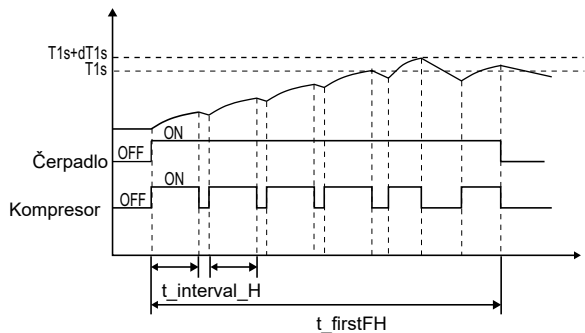 T1s+dT1s
T1s
ON
Čerpadlo OFF
ON
Kompresor OFF
t_interval_H
t_firstFH